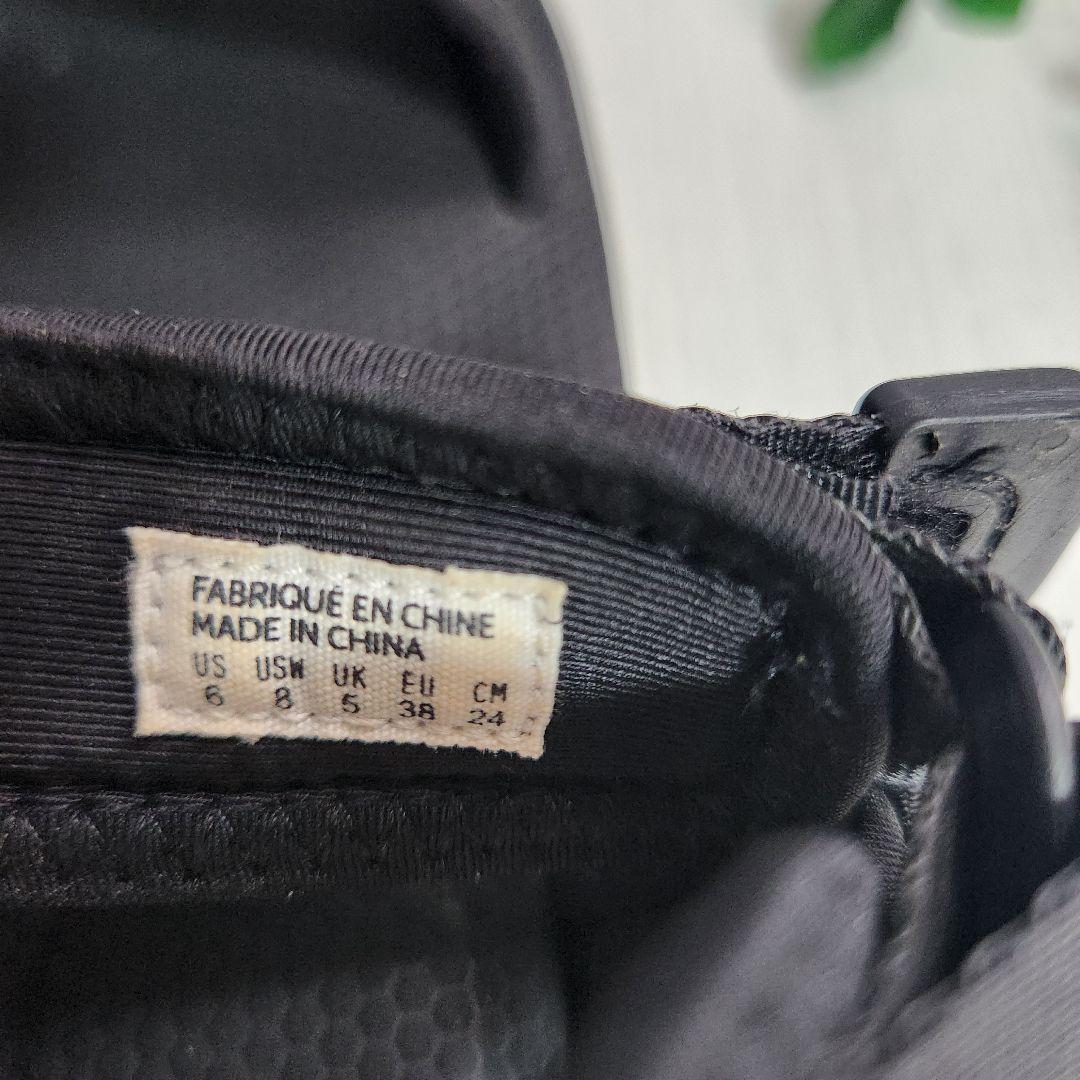 FABRIQUÉ EN CHINE
MADE IN CHINA
US USW UK EU CM
6 8 5 38 24